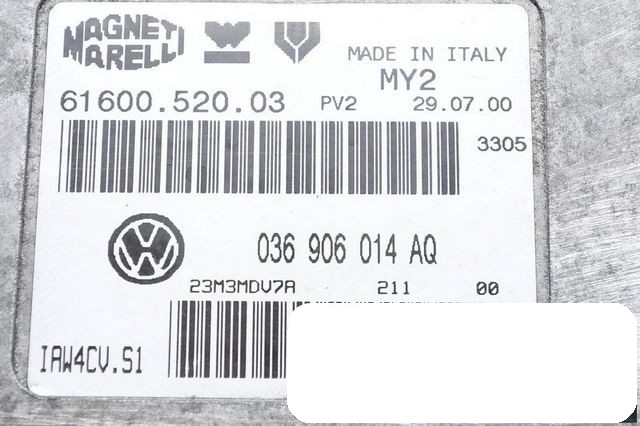 MAGNETI
MARELLI
MADE IN ITALY
MY2
61600.520.03 PV2 29.07.00
3305
036 906 014 AQ
23M3MDV7A 211 00
IAW4CV.S1